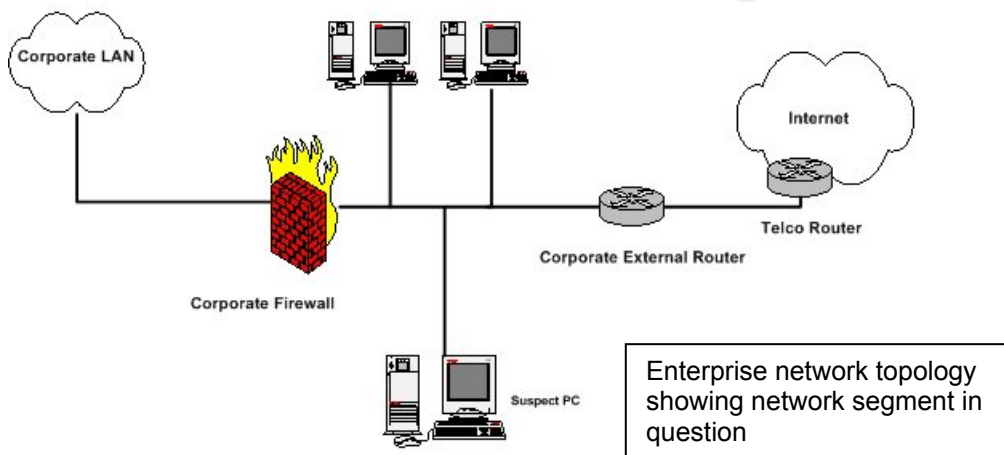 Corporate LAN
Internet
Telco Router
Corporate External Router
Corporate Firewall
Suspect PC
Enterprise network topology
showing network segment in
question